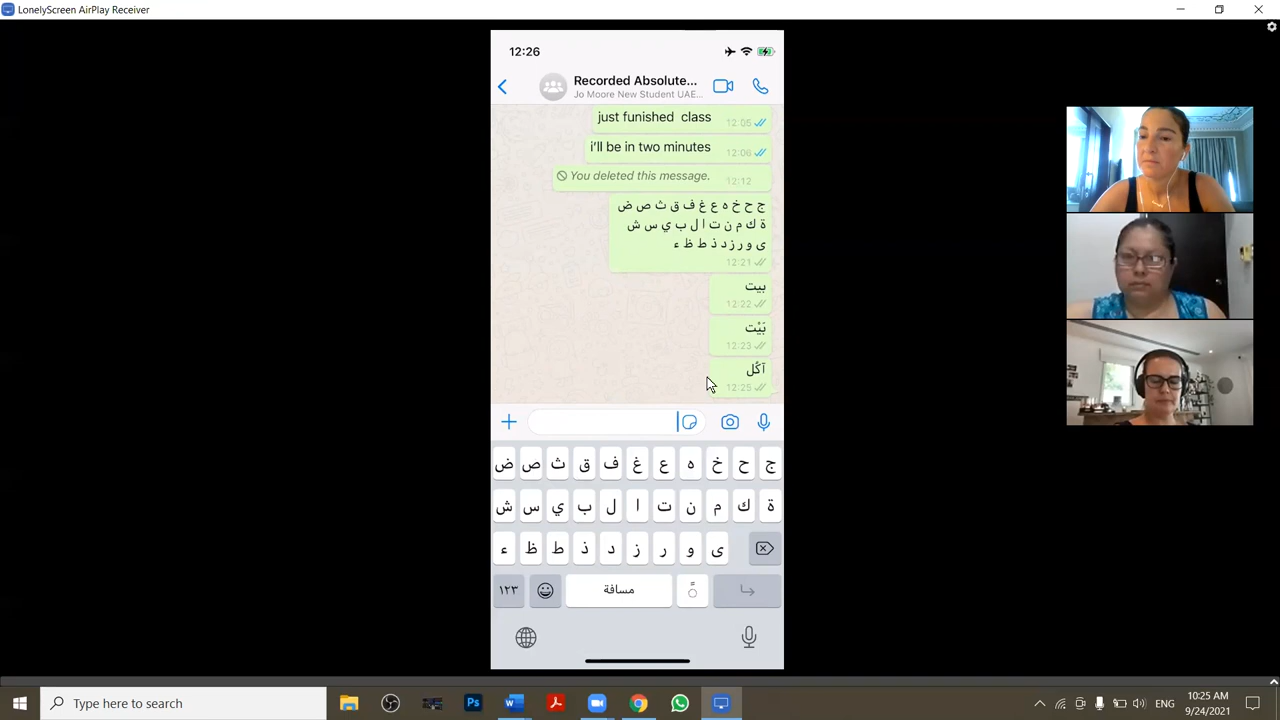 LonelyScreen AirPlay Receiver
12:26
Recorded Absolute...
Jo Moore New Student UAE...
just funished class
12:05
i'll be in two minutes
12:06
You deleted this message.
12:12
ج ح خ ه ع غ ف ق ث ص ض
ة ك م ن ت ا ل ب ي س ش
ى و ر ز د ذ ط ظ ء
12:21
بيت
12:22
بَيْت
12:23
آكُل
12:25
ض ص ث ق ف غ ع ه خ ح ج
ش س ي ب ل ا ت ن م ك ة
ء ظ ط ذ د ز ر و ى
١٢٣
مسافة
Type here to search
Ps
ENG
10:25 AM
9/24/2021